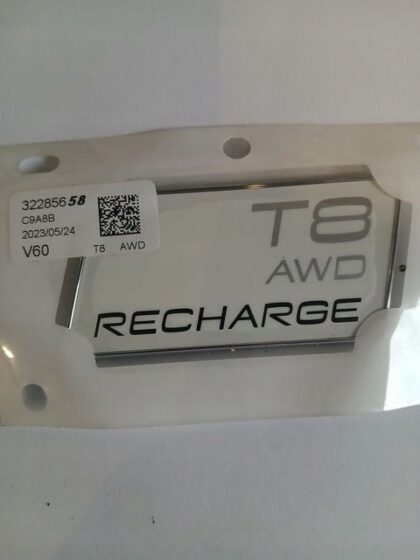 32285658
C9A8B
2023/05/24
V60 T8 AWD
T8
AWD
RECHARGE